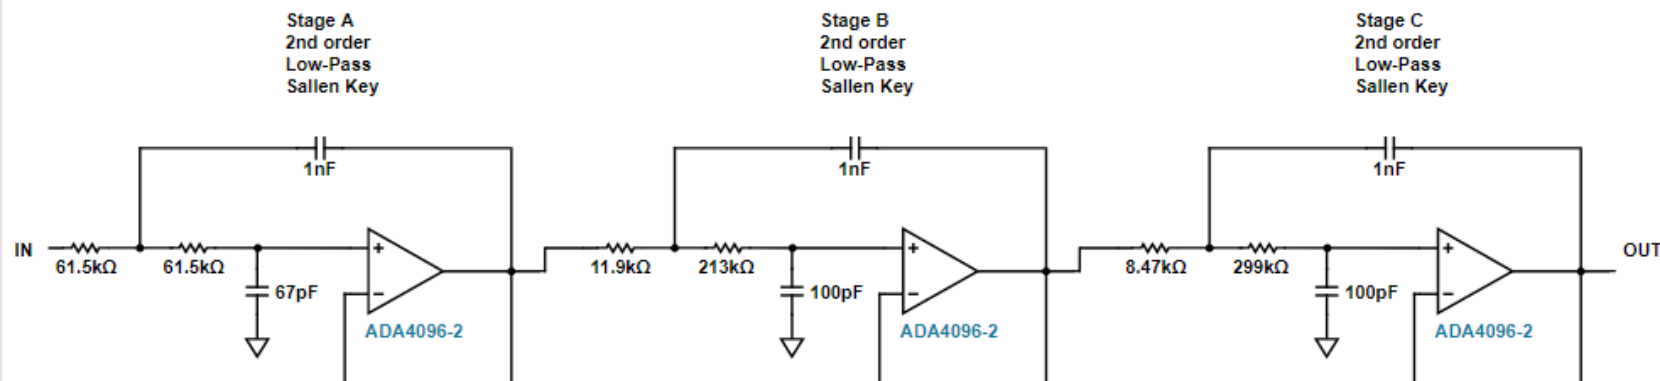 Stage A
2nd order
Low-Pass
Sallen Key
Stage B
2nd order
Low-Pass
Sallen Key
Stage C
2nd order
Low-Pass
Sallen Key
1nF
1nF
1nF
IN
OUT
61.5kΩ
61.5kΩ
11.9kΩ
213kΩ
8.47kΩ
299kΩ
+
+
+
67pF
100pF
100pF
−
−
−
ADA4096-2
ADA4096-2
ADA4096-2